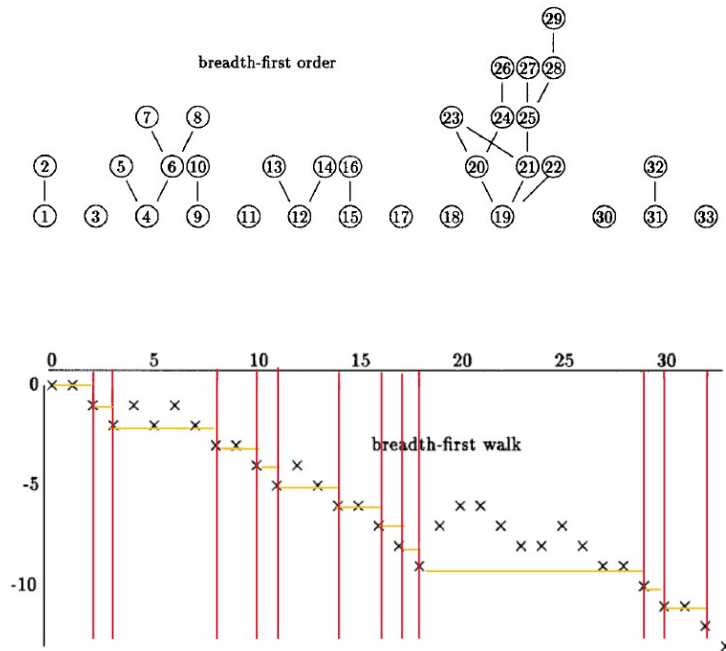 29
breadth-first order
26 27 28
7 8 23 24 25
2 5 6 10 13 14 16 20 21 22 32
1 3 4 9 11 12 15 17 18 19 30 31 33
0 5 10 15 20 25 30
0
breadth-first walk
-5
-10